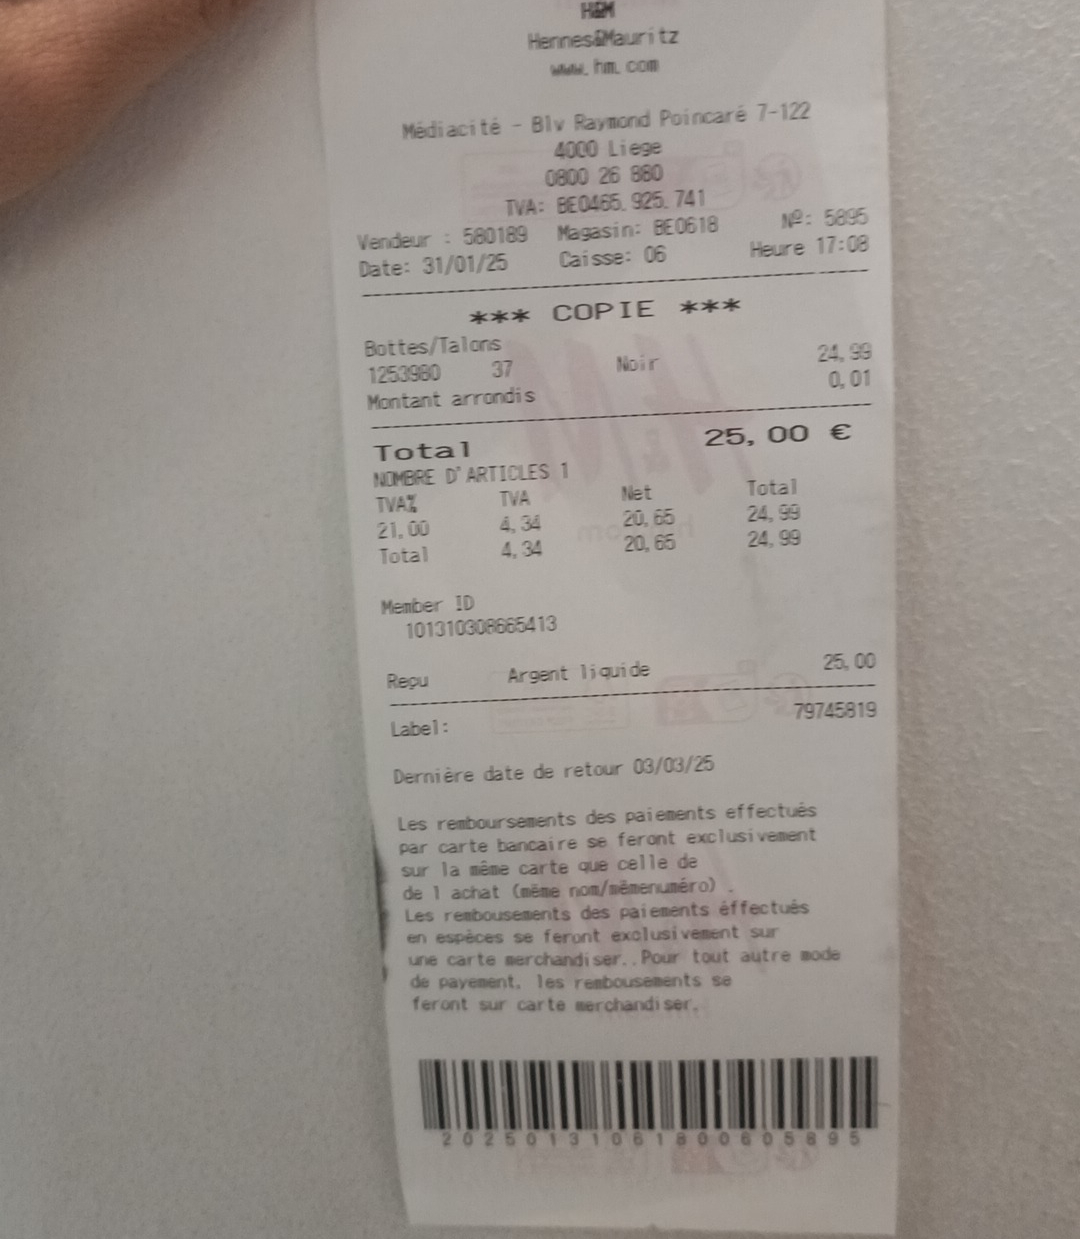 H&M
Hennes&Mauritz
www.hm.com
Médiacité - Blv Raymond Poincaré 7-122
4000 Liege
0800 26 880
TVA: BE0465.925.741
Vendeur : 580189 Magasin: BE0618 Nº: 5895
Date: 31/01/25 Caisse: 06 Heure 17:08
*** COPIE ***
Bottes/Talons
1253980 37 Noir 24,99
Montant arrondis 0,01
Total 25,00 €
NOMBRE D'ARTICLES 1
TVA% TVA Net Total
21,00 4,34 20,65 24,99
Total 4,34 20,65 24,99
Member ID
101310308665413
Reçu Argent liquide 25,00
Label: 79745819
Dernière date de retour 03/03/25
Les remboursements des paiements effectués
par carte bancaire se feront exclusivement
sur la même carte que celle de
de l achat (même nom/mêmenuméro) .
Les rembousements des paiements éffectués
en espèces se feront exclusivement sur
une carte merchandiser..Pour tout autre mode
de payement, les rembousements se
feront sur carte merchandiser.
20250131061800605895